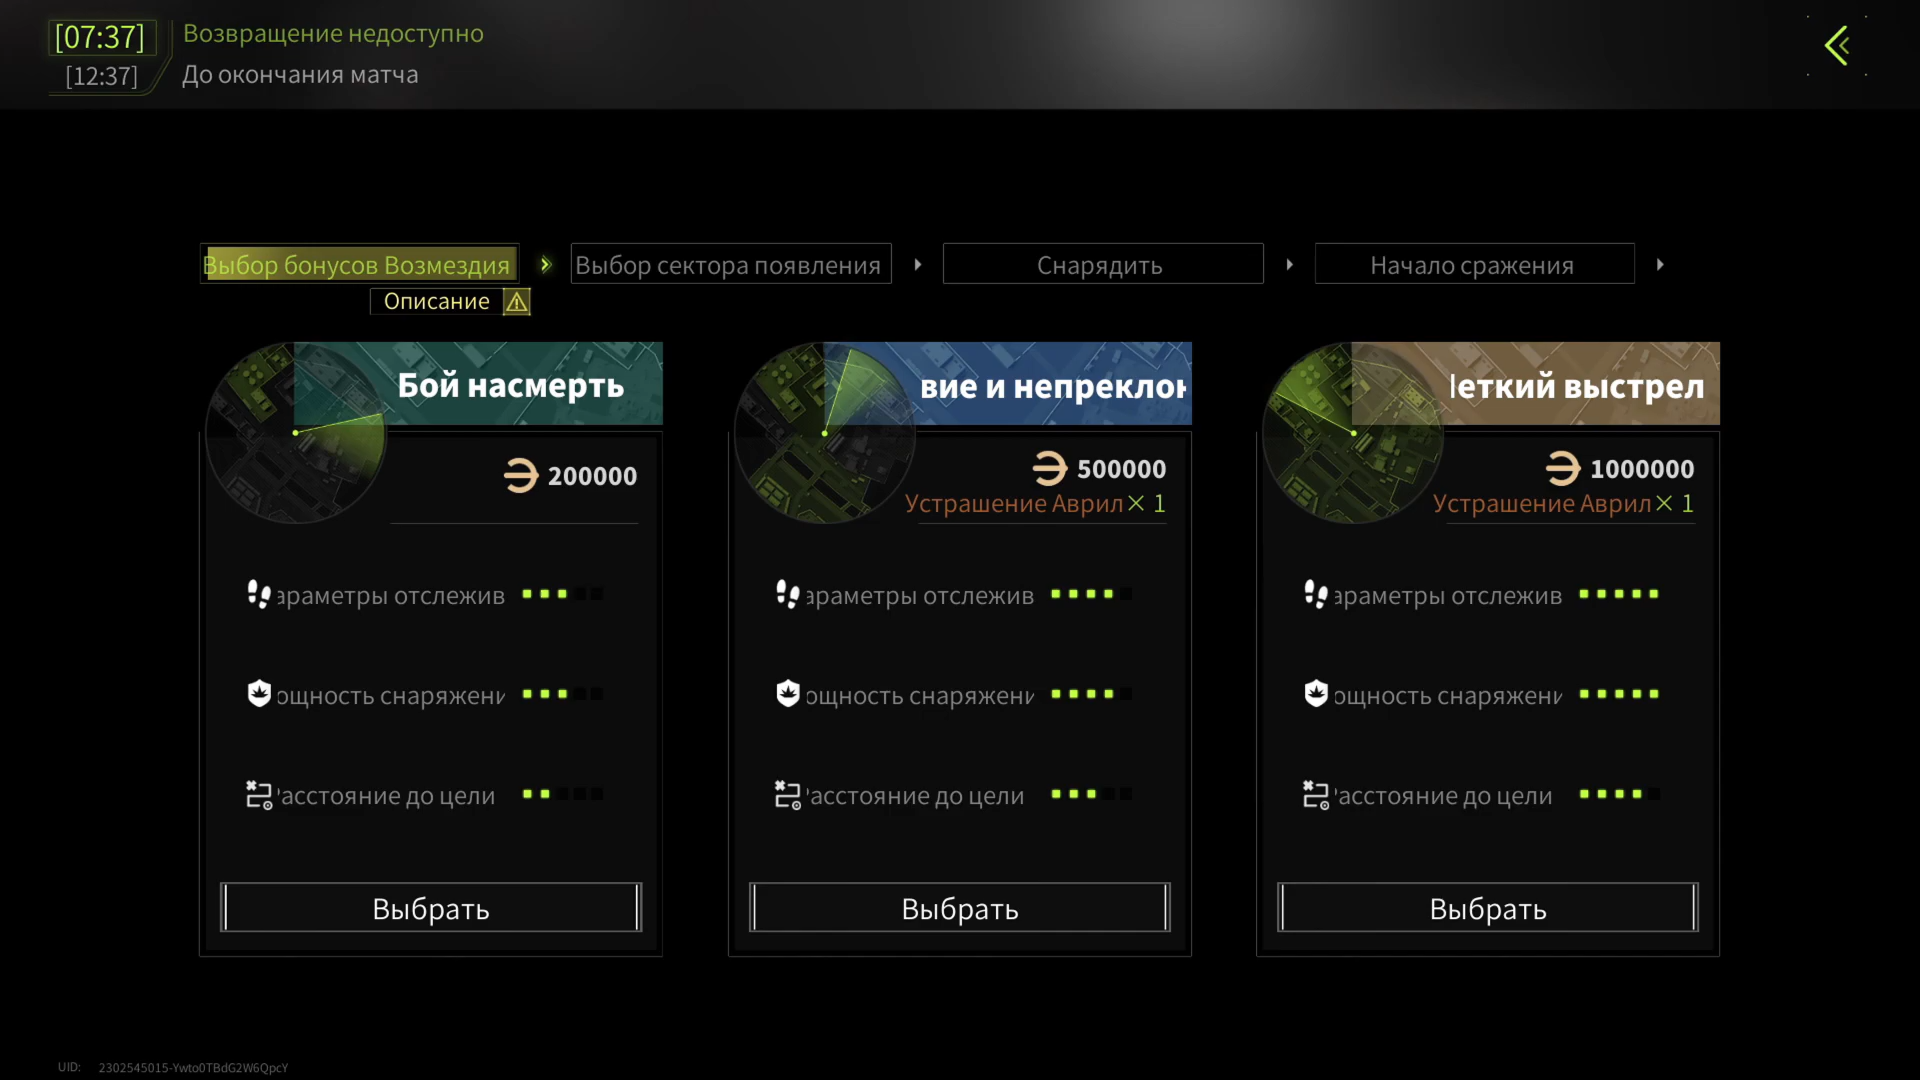 [07:37]
Возвращение недоступно
[12:37]
До окончания матча
Выбор бонусов Возмездия
Выбор сектора появления
Снарядить
Начало сражения
Описание
Бой насмерть
200000
араметры отслежив
ощность снаряжени
асстояние до цели
Выбрать
вие и непреклон
500000
Устрашение Аврил× 1
араметры отслежив
ощность снаряжени
асстояние до цели
Выбрать
еткий выстрел
1000000
Устрашение Аврил× 1
араметры отслежив
ощность снаряжени
асстояние до цели
Выбрать
UID: 2302545015-Ywto0TBdG2W6QpcY